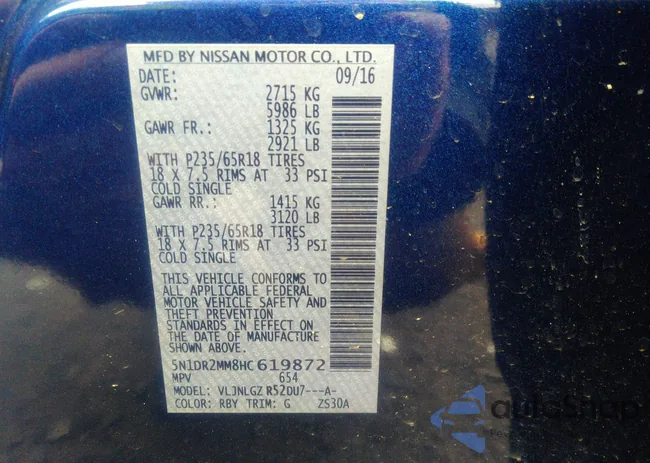 MFD BY NISSAN MOTOR CO., LTD.
DATE: 09/16
GVWR: 2715 KG
5986 LB
GAWR FR.: 1325 KG
2921 LB
WITH P235/65R18 TIRES
18 X 7.5 RIMS AT 33 PSI
COLD SINGLE
GAWR RR.: 1415 KG
3120 LB
WITH P235/65R18 TIRES
18 X 7.5 RIMS AT 33 PSI
COLD SINGLE
THIS VEHICLE CONFORMS TO
ALL APPLICABLE FEDERAL
MOTOR VEHICLE SAFETY AND
THEFT PREVENTION
STANDARDS IN EFFECT ON
THE DATE OF MANUFACTURE
SHOWN ABOVE.
5N1DR2MM8HC619872
MPV 654
MODEL: VLJNLGZ R52DU7---A-
COLOR: RBY TRIM: G ZS30A
autoSnap